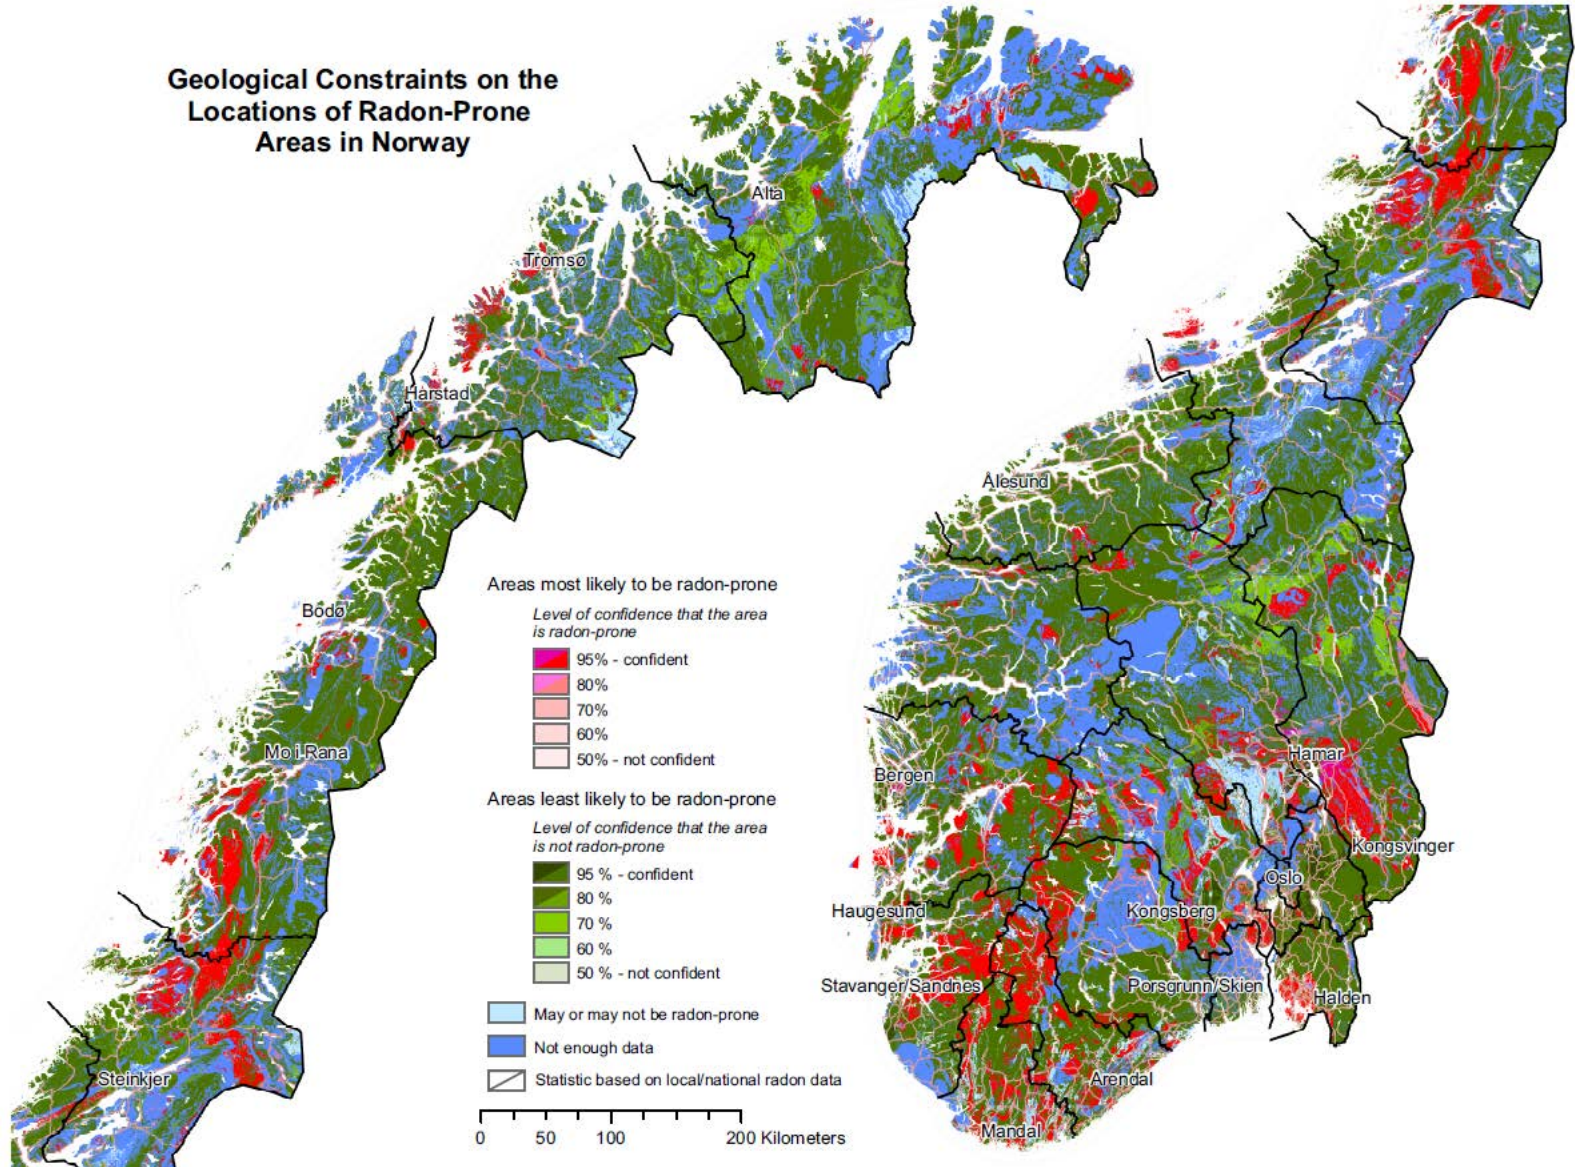 Geological Constraints on the
Locations of Radon-Prone
Areas in Norway
Alta
Tromsø
Harstad
Ålesund
Bodø
Mo i Rana
Hamar
Bergen
Kongsvinger
Oslo
Haugesund
Kongsberg
Stavanger/Sandnes
Porsgrunn/Skien
Halden
Steinkjer
Arendal
Mandal
Areas most likely to be radon-prone
Level of confidence that the area
is radon-prone
95% - confident
80%
70%
60%
50% - not confident
Areas least likely to be radon-prone
Level of confidence that the area
is not radon-prone
95 % - confident
80 %
70 %
60 %
50 % - not confident
May or may not be radon-prone
Not enough data
Statistic based on local/national radon data
0 50 100 200 Kilometers